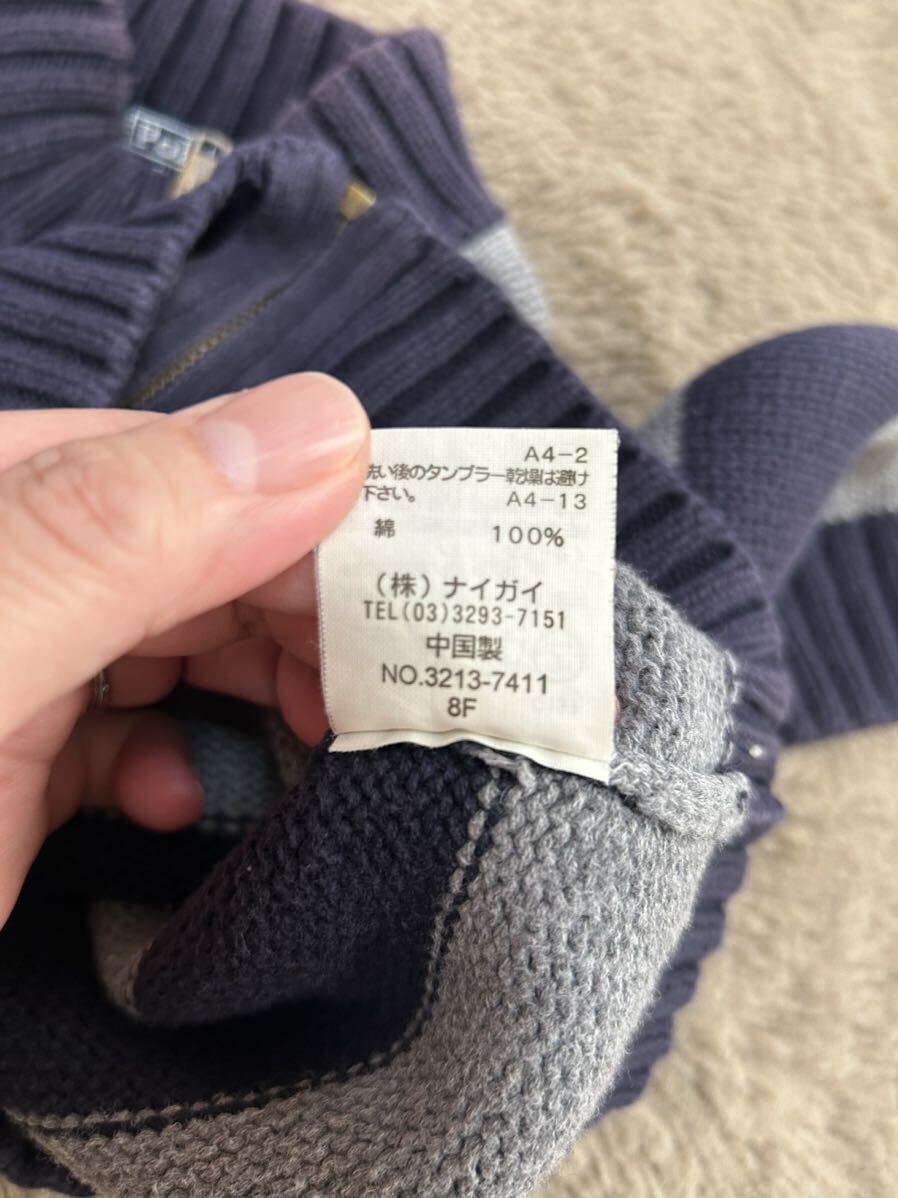 A4-2
洗い後のタンブラー乾燥は避け
下さい。 A4-13
綿 100%
(株)ナイガイ
TEL(03)3293-7151
中国製
NO.3213-7411
8F